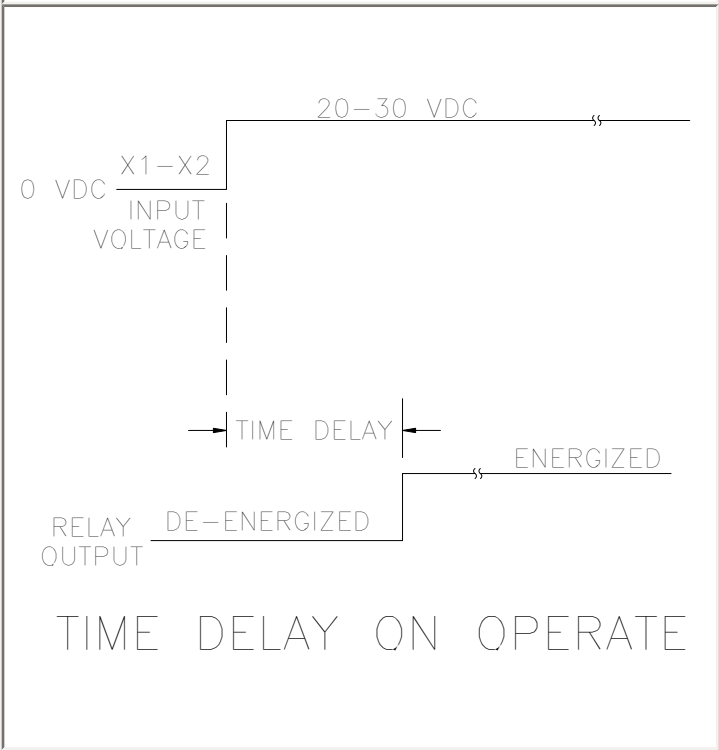 20-30 VDC
X1-X2
0 VDC
INPUT
VOLTAGE
TIME DELAY
ENERGIZED
DE-ENERGIZED
RELAY
OUTPUT
TIME DELAY ON OPERATE